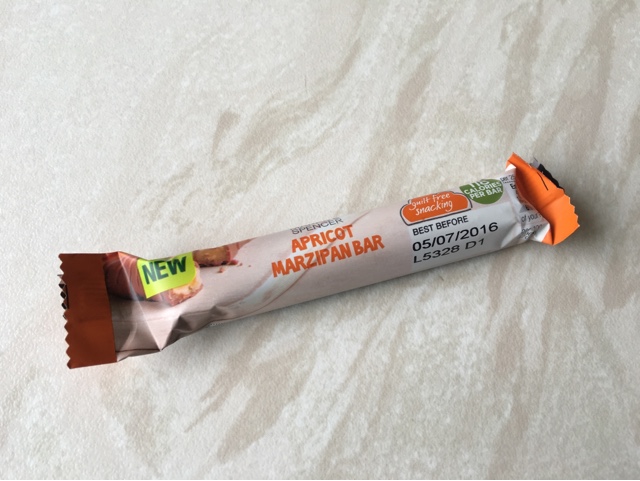 NEW
SPENCER
APRICOT
MARZIPAN BAR
guilt free
snacking
CALORIES
PER BAR
BEST BEFORE
05/07/2016
L5328 D1